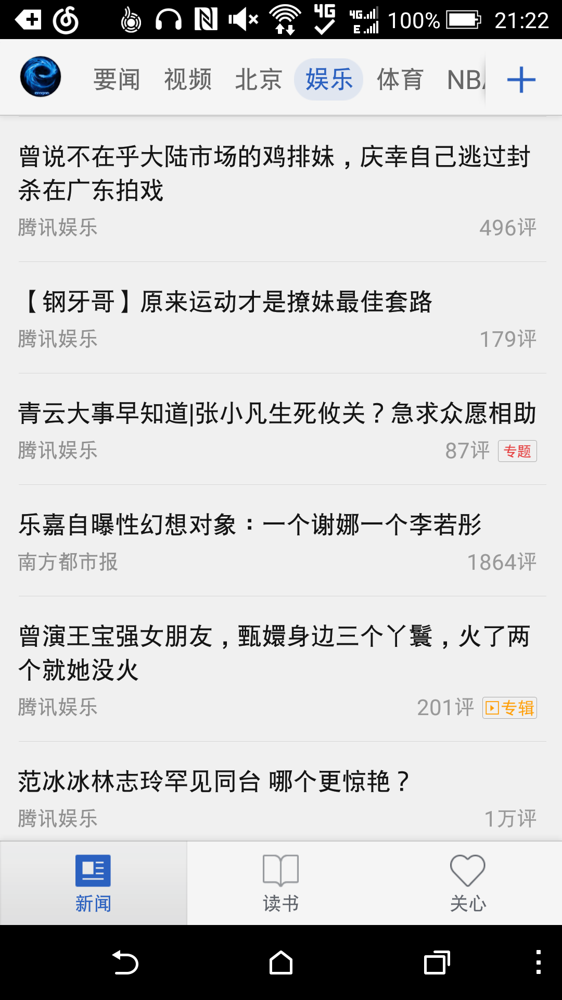 4G
4G
E
100%
21:22
eragon
要闻
视频
北京
娱乐
体育
NBA
曾说不在乎大陆市场的鸡排妹，庆幸自己逃过封
杀在广东拍戏
腾讯娱乐
496评
【钢牙哥】原来运动才是撩妹最佳套路
腾讯娱乐
179评
青云大事早知道|张小凡生死攸关？急求众愿相助
腾讯娱乐
87评
专题
乐嘉自曝性幻想对象：一个谢娜一个李若彤
南方都市报
1864评
曾演王宝强女朋友，甄嬛身边三个丫鬟，火了两
个就她没火
腾讯娱乐
201评
专辑
范冰冰林志玲罕见同台 哪个更惊艳？
腾讯娱乐
1万评
新闻
读书
关心